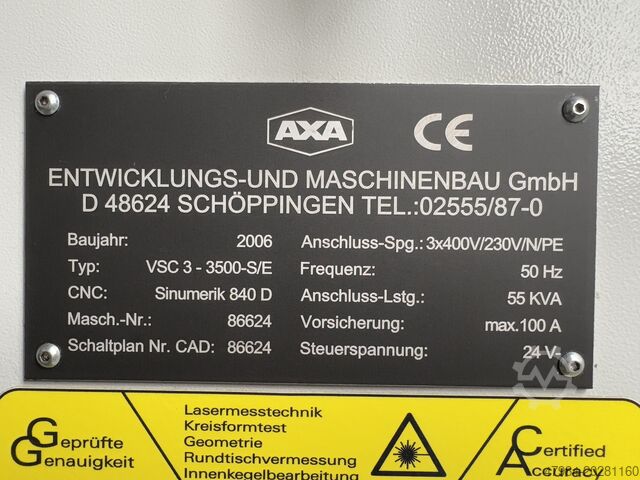 AXA CE
ENTWICKLUNGS-UND MASCHINENBAU GmbH
D 48624 SCHÖPPINGEN TEL.:02555/87-0
Baujahr: 2006 Anschluss-Spg.: 3x400V/230V/N/PE
Typ: VSC 3 - 3500-S/E Frequenz: 50 Hz
CNC: Sinumerik 840 D Anschluss-Lstg.: 55 KVA
Masch.-Nr.: 86624 Vorsicherung: max.100 A
Schaltplan Nr. CAD: 86624 Steuerspannung: 24 V-
Geprüfte
Genauigkeit
Lasermesstechnik
Kreisformtest
Geometrie
Rundtischvermessung
Innenkegelbearbeitung
Certified
Accuracy